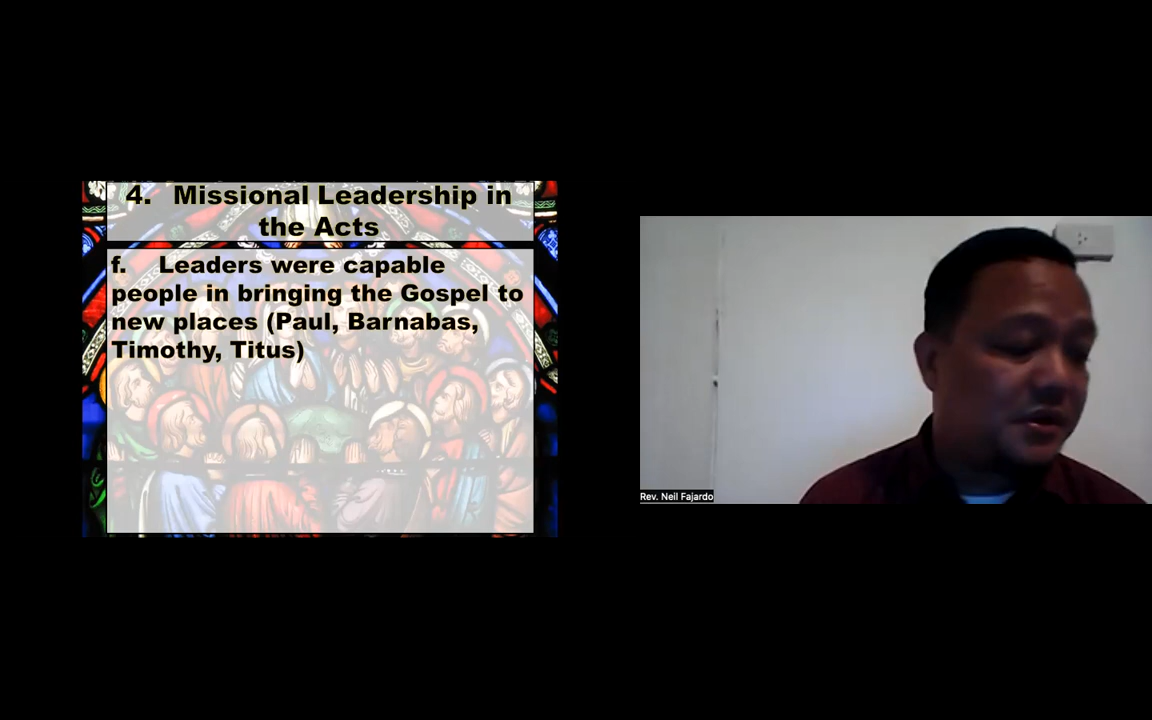 4. Missional Leadership in
the Acts
f. Leaders were capable
people in bringing the Gospel to
new places (Paul, Barnabas,
Timothy, Titus)
Rev. Neil Fajardo